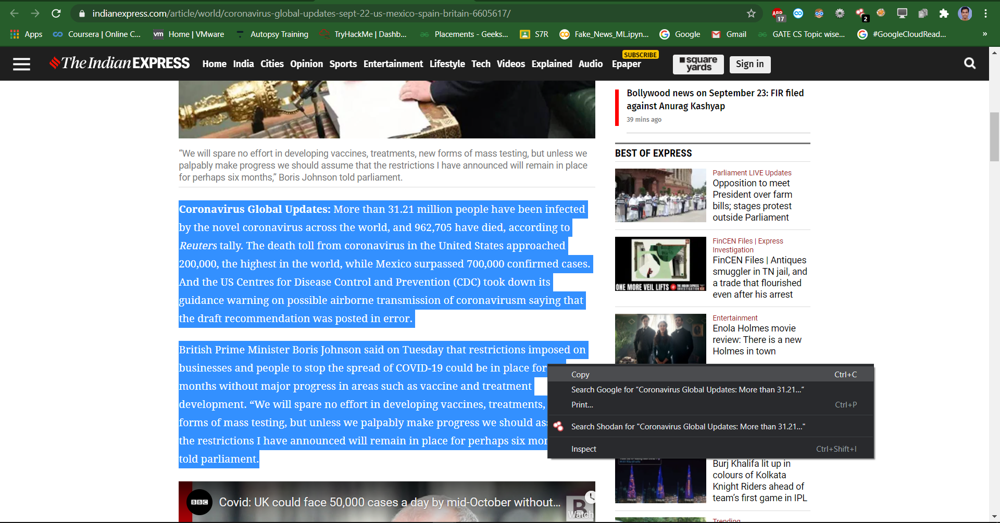 indianexpress.com/article/world/coronavirus-global-updates-sept-22-us-mexico-spain-britain-6605617/
ABP
17
2
Apps
Coursera | Online C...
vm Home | VMware
Autopsy Training
TryHackMe | Dashb...
Placements - Geeks...
S7R
Fake_News_ML.ipyn...
Google
Gmail
GATE CS Topic wise...
#GoogleCloudRead...
»
The Indian EXPRESS
Home
India
Cities
Opinion
Sports
Entertainment
Lifestyle
Tech
Videos
Explained
Audio
Epaper
SUBSCRIBE
square
yards
Sign in
“We will spare no effort in developing vaccines, treatments, new forms of mass testing, but unless we
palpably make progress we should assume that the restrictions I have announced will remain in place
for perhaps six months,” Boris Johnson told parliament.
Coronavirus Global Updates: More than 31.21 million people have been infected
by the novel coronavirus across the world, and 962,705 have died, according to
Reuters tally. The death toll from coronavirus in the United States approached
200,000, the highest in the world, while Mexico surpassed 700,000 confirmed cases.
And the US Centres for Disease Control and Prevention (CDC) took down its
guidance warning on possible airborne transmission of coronavirusm saying that
the draft recommendation was posted in error.
British Prime Minister Boris Johnson said on Tuesday that restrictions imposed on
businesses and people to stop the spread of COVID-19 could be in place for
months without major progress in areas such as vaccine and treatment
development. “We will spare no effort in developing vaccines, treatments,
forms of mass testing, but unless we palpably make progress we should as
the restrictions I have announced will remain in place for perhaps six mo
told parliament.
BBC
Covid: UK could face 50,000 cases a day by mid-October without...
B
Watch
Copy Ctrl+C
Search Google for “Coronavirus Global Updates: More than 31.21...”
Print... Ctrl+P
Search Shodan for "Coronavirus Global Updates: More than 31.21..."
Inspect Ctrl+Shift+I
Bollywood news on September 23: FIR filed
against Anurag Kashyap
39 mins ago
BEST OF EXPRESS
Parliament LIVE Updates
Opposition to meet
President over farm
bills; stages protest
outside Parliament
ONE MORE VEIL LIFTS
THE INDIAN EXPRESS
INVESTIGATION
FinCEN Files | Express
Investigation
FinCEN Files | Antiques
smuggler in TN jail, and
a trade that flourished
even after his arrest
Entertainment
Enola Holmes movie
review: There is a new
Holmes in town
Burj Khalifa lit up in
colours of Kolkata
Knight Riders ahead of
team’s first game in IPL
Trending